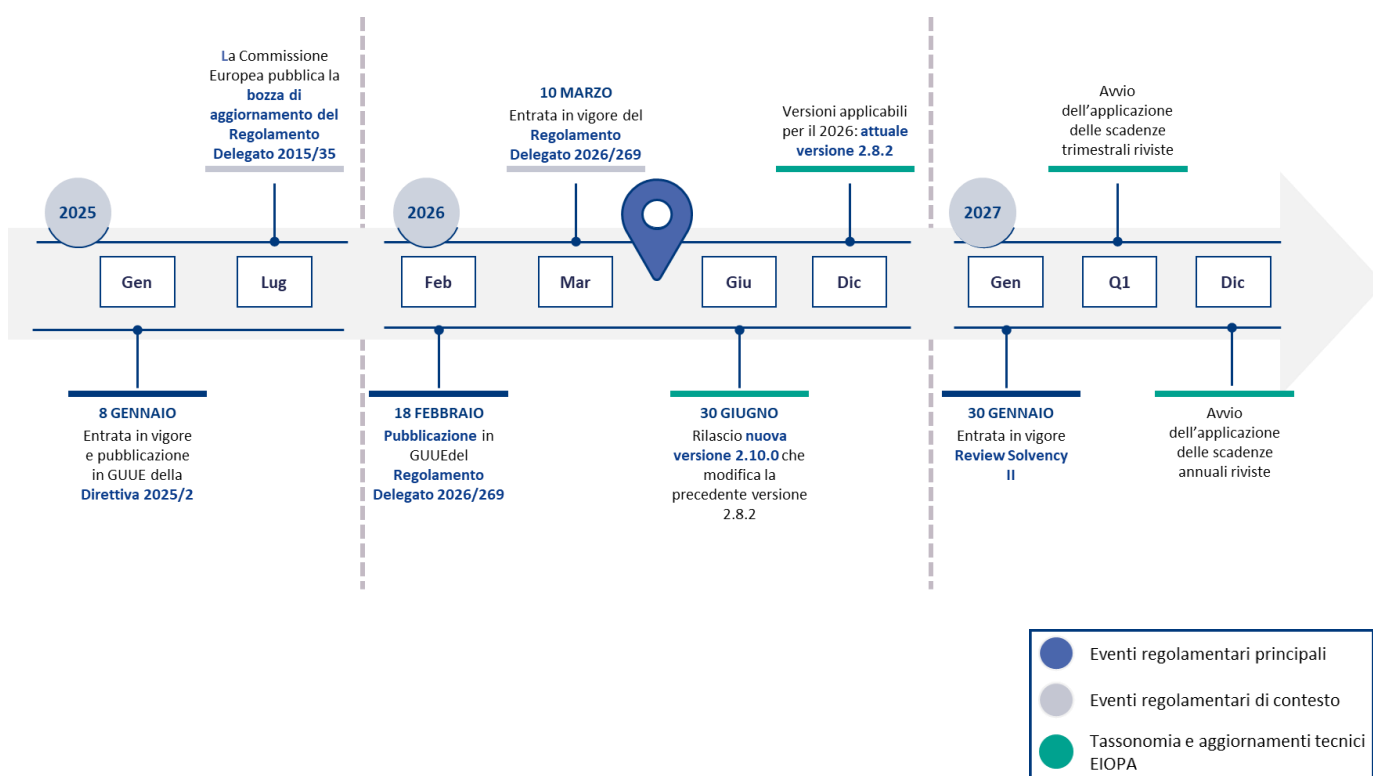 La Commissione
Europea pubblica la
bozza di
aggiornamento del
Regolamento
Delegato 2015/35
10 MARZO
Entrata in vigore del
Regolamento
Delegato 2026/269
Versioni applicabili
per il 2026: attuale
versione 2.8.2
Avvio
dell'applicazione
delle scadenze
trimestrali riviste
2025
2026
2027
Gen
Lug
Feb
Mar
Giu
Dic
Gen
Q1
Dic
8 GENNAIO
Entrata in vigore
e pubblicazione
in GUUE della
Direttiva 2025/2
18 FEBBRAIO
Pubblicazione in
GUUEdel
Regolamento
Delegato 2026/269
30 GIUGNO
Rilascio nuova
versione 2.10.0 che
modifica la
precedente versione
2.8.2
30 GENNAIO
Entrata in vigore
Review Solvency
II
Avvio
dell'applicazione
delle scadenze
annuali riviste
Eventi regolamentari principali
Eventi regolamentari di contesto
Tassonomia e aggiornamenti tecnici
EIOPA